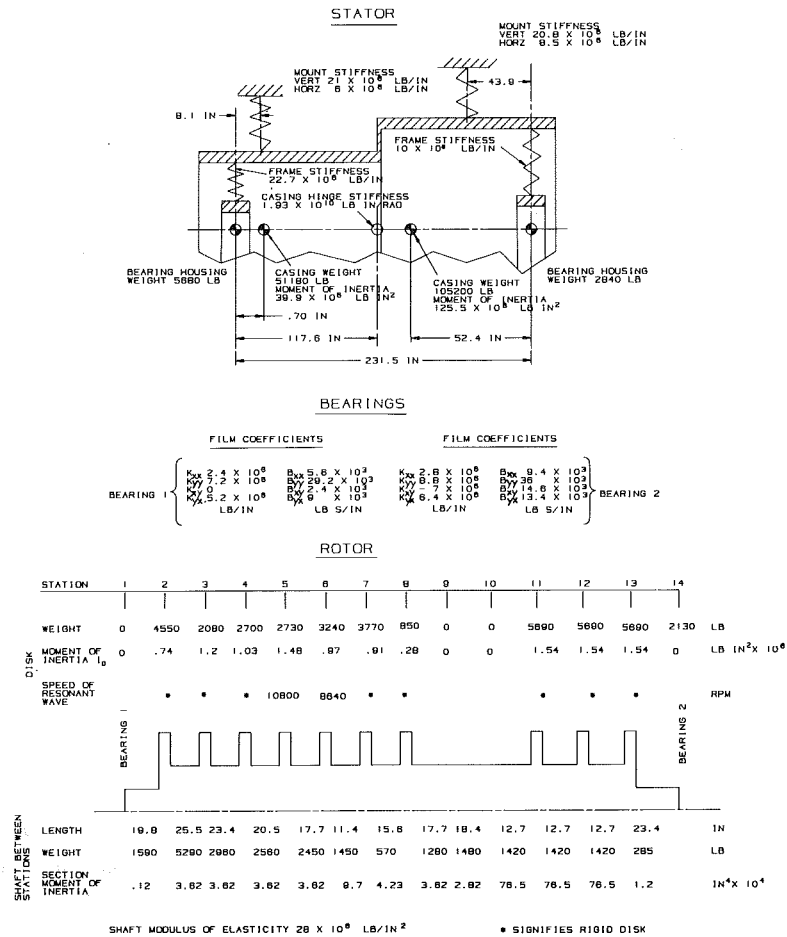 STATOR
MOUNT STIFFNESS
VERT 20.8 X 10⁶ LB/IN
HORZ 8.5 X 10⁶ LB/IN
MOUNT STIFFNESS
VERT 21 X 10⁶ LB/IN
HORZ 6 X 10⁶ LB/IN
43.9
8.1 IN
FRAME STIFFNESS
10 X 10⁶ LB/IN
FRAME STIFFNESS
22.7 X 10⁶ LB/IN
CASING HINGE STIFFNESS
1.93 X 10¹⁰ LB IN/RAD
BEARING HOUSING
WEIGHT 5680 LB
CASING WEIGHT
51180 LB
MOMENT OF INERTIA
39.9 X 10⁶ LB IN²
CASING WEIGHT
105200 LB
MOMENT OF INERTIA
125.5 X 10⁶ LB IN²
BEARING HOUSING
WEIGHT 2840 LB
.70 IN
117.6 IN
52.4 IN
231.5 IN
BEARINGS
FILM COEFFICIENTS
FILM COEFFICIENTS
BEARING 1
Kxx 2.4 X 10⁶ Bxx 5.6 X 10³
Kyy 7.2 X 10⁶ Byy 29.2 X 10³
Kxy 0 Bxy 2.4 X 10³
Kyx 5.2 X 10⁶ Byx 9 X 10³
LB/IN LB S/IN
Kxx 2.8 X 10⁶ Bxx 9.4 X 10³
Kyy 8.8 X 10⁶ Byy 36 X 10³
Kxy -.7 X 10⁶ Bxy 14.6 X 10³
Kyx 6.4 X 10⁶ Byx 13.4 X 10³
LB/IN LB S/IN
BEARING 2
ROTOR
STATION 1 2 3 4 5 6 7 8 9 10 11 12 13 14
DISK
WEIGHT 0 4550 2080 2700 2730 3240 3770 850 0 0 5690 5690 5690 2130 LB
MOMENT OF INERTIA I₀ 0 .74 1.2 1.03 1.48 .97 .91 .28 0 0 1.54 1.54 1.54 0 LB IN² X 10⁶
SPEED OF RESONANT WAVE * * * 10800 8640 * * * * * RPM
BEARING 1
BEARING 2
SHAFT BETWEEN STATIONS
LENGTH 19.8 25.5 23.4 20.5 17.7 11.4 15.6 17.7 18.4 12.7 12.7 12.7 23.4 IN
WEIGHT 1590 5290 2980 2560 2450 1450 570 1280 1480 1420 1420 1420 285 LB
SECTION MOMENT OF INERTIA .12 3.62 3.62 3.62 3.62 9.7 4.23 3.62 2.82 76.5 76.5 76.5 1.2 IN⁴X 10⁴
SHAFT MODULUS OF ELASTICITY 28 X 10⁶ LB/IN²
* SIGNIFIES RIGID DISK